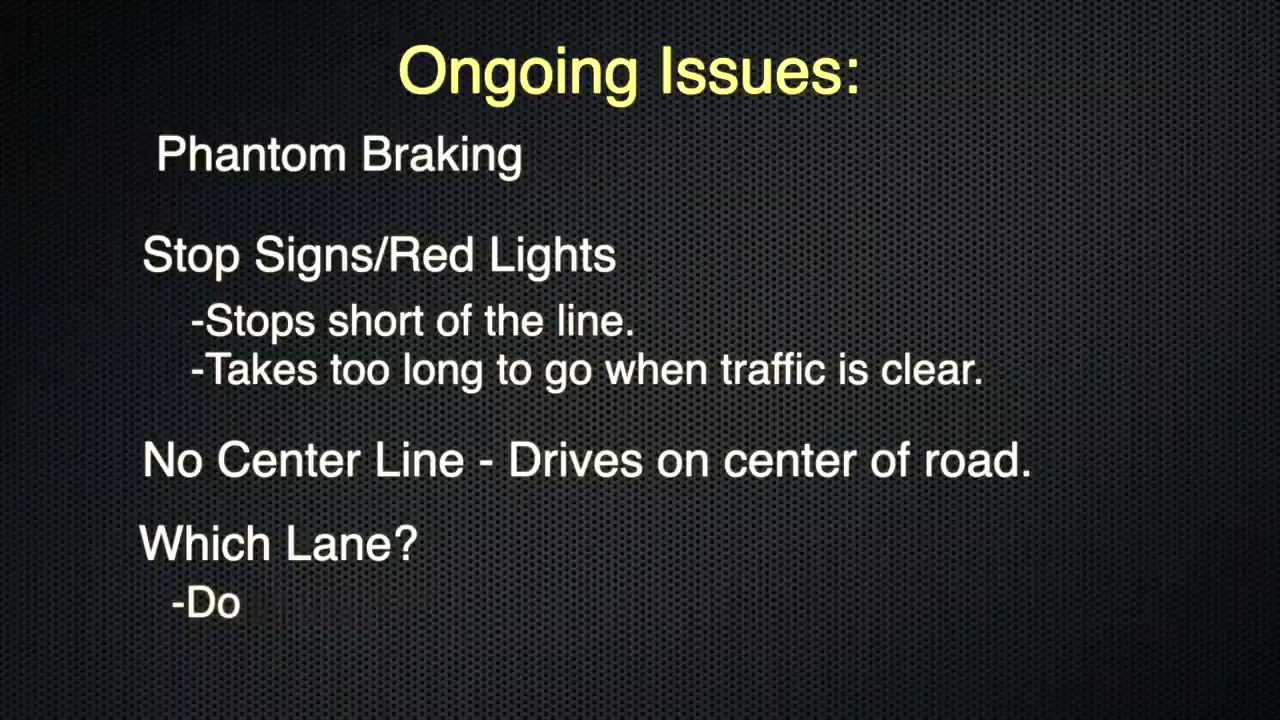 Ongoing Issues:
Phantom Braking
Stop Signs/Red Lights
-Stops short of the line.
-Takes too long to go when traffic is clear.
No Center Line - Drives on center of road.
Which Lane?
-Do